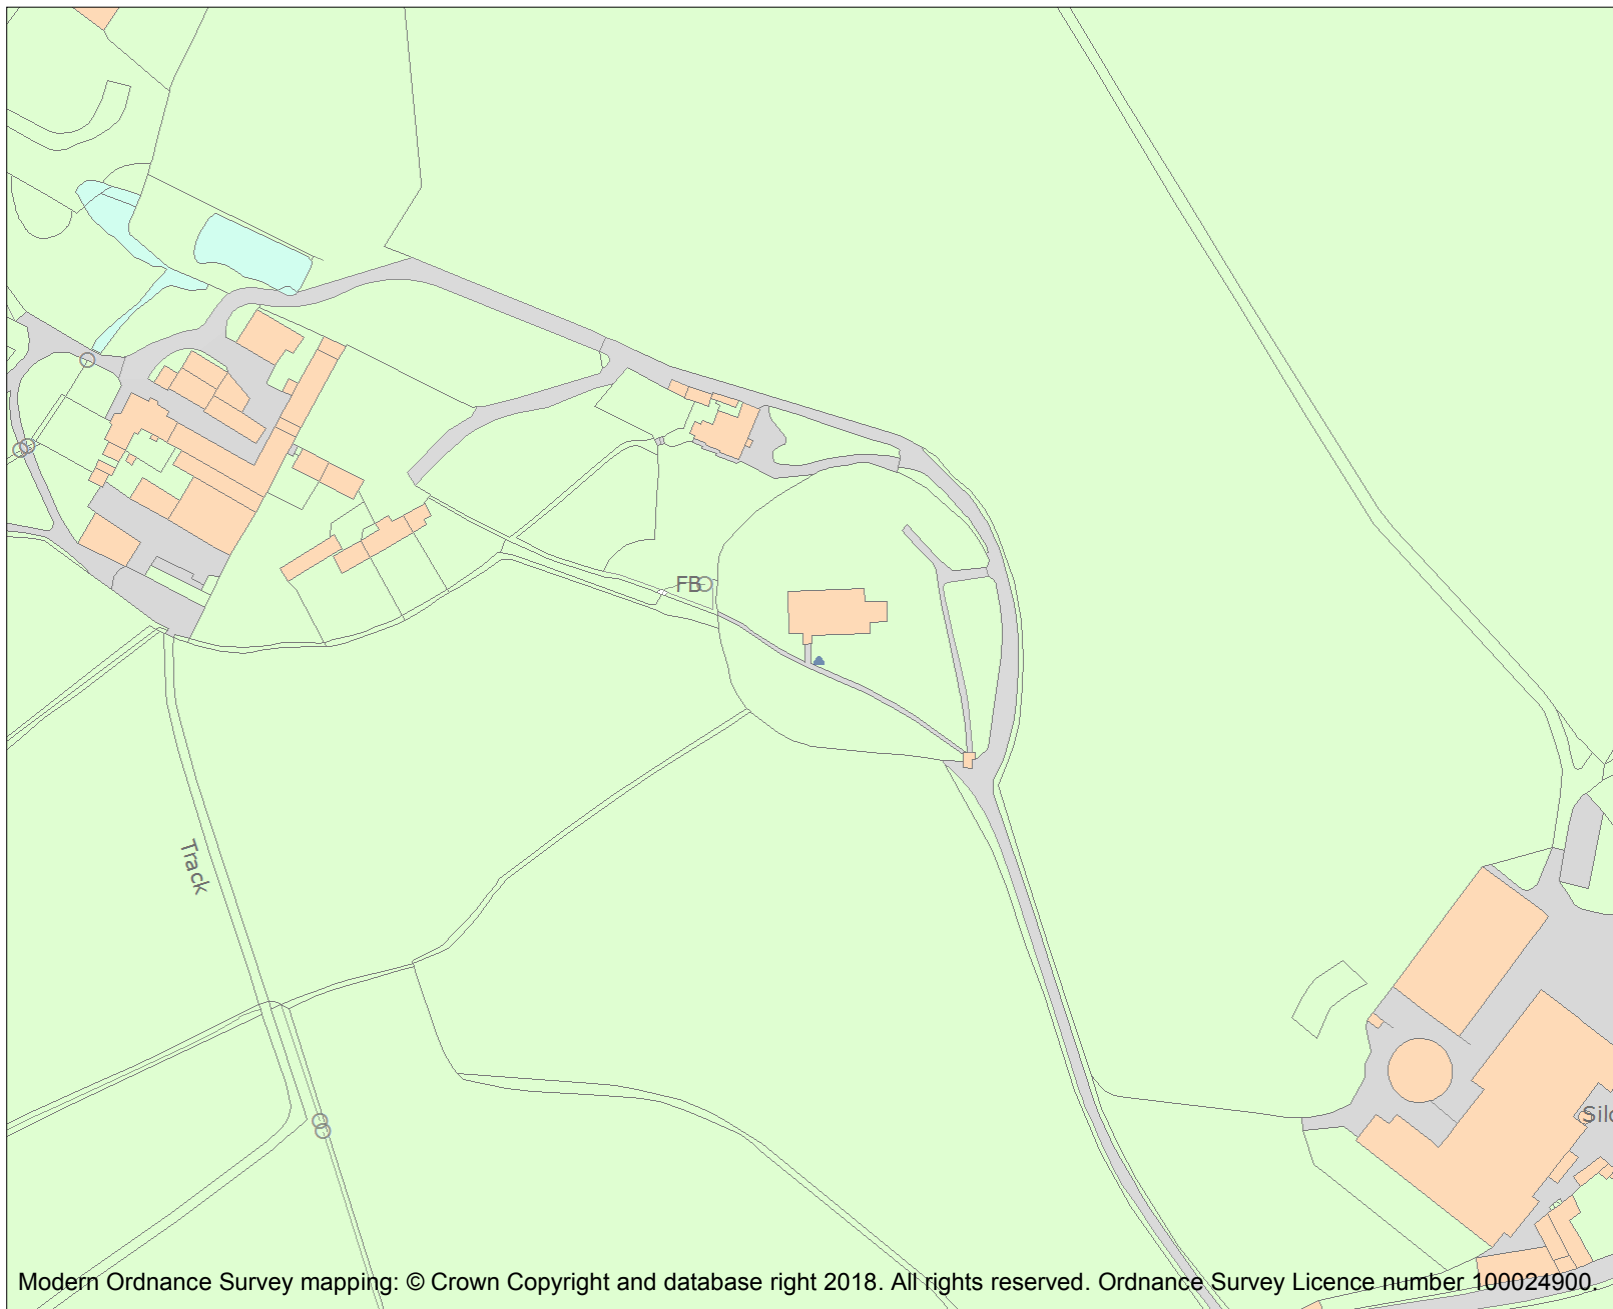 FB
Track
Silo
Modern Ordnance Survey mapping: © Crown Copyright and database right 2018. All rights reserved. Ordnance Survey Licence number 100024900.